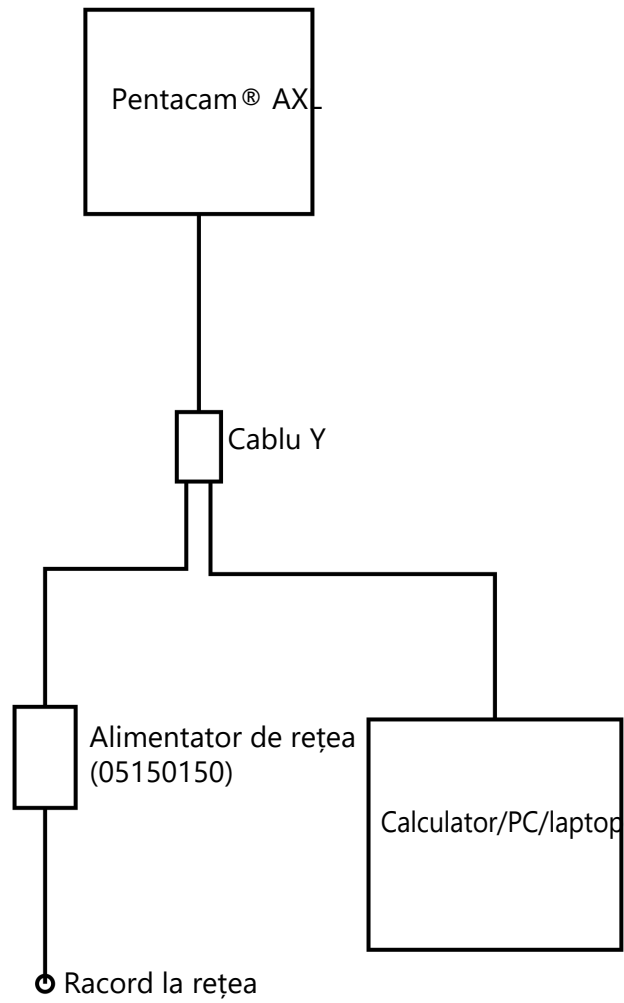 Pentacam® AXL
Cablu Y
Alimentator de rețea
(05150150)
Calculator/PC/laptop
Racord la rețea